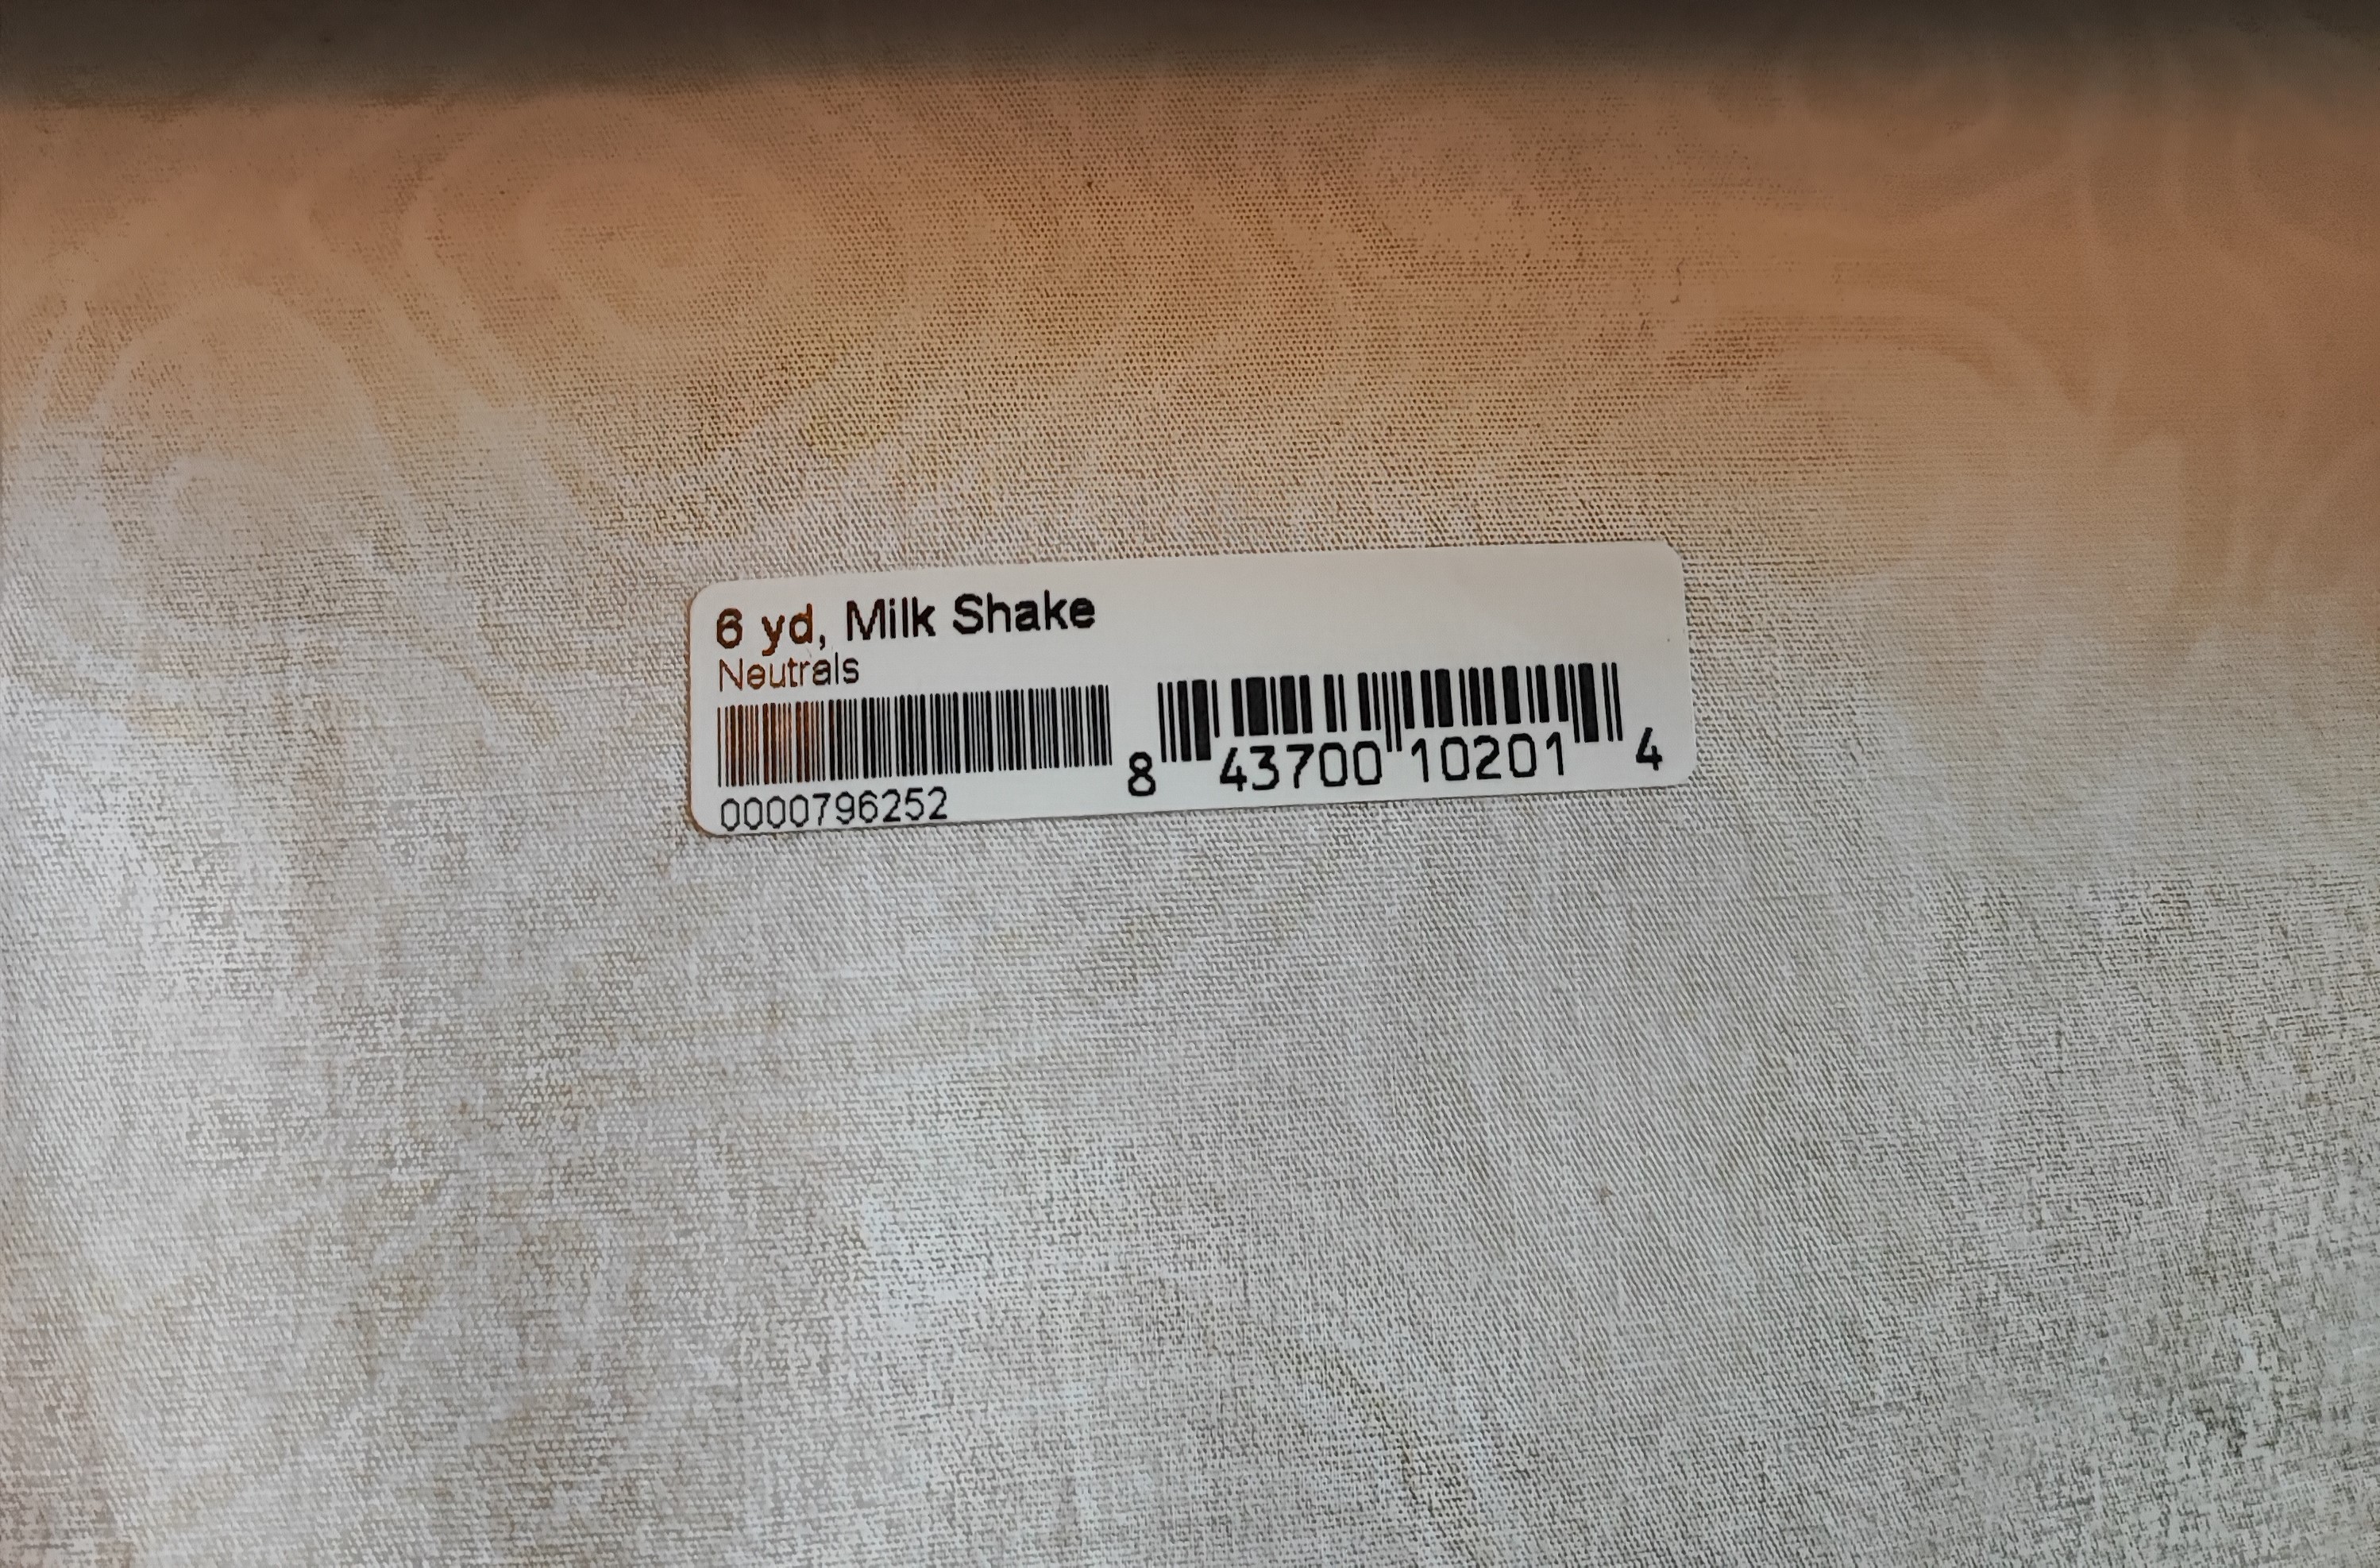 6 yd, Milk Shake
Neutrals
0000796252
8 43700 10201 4